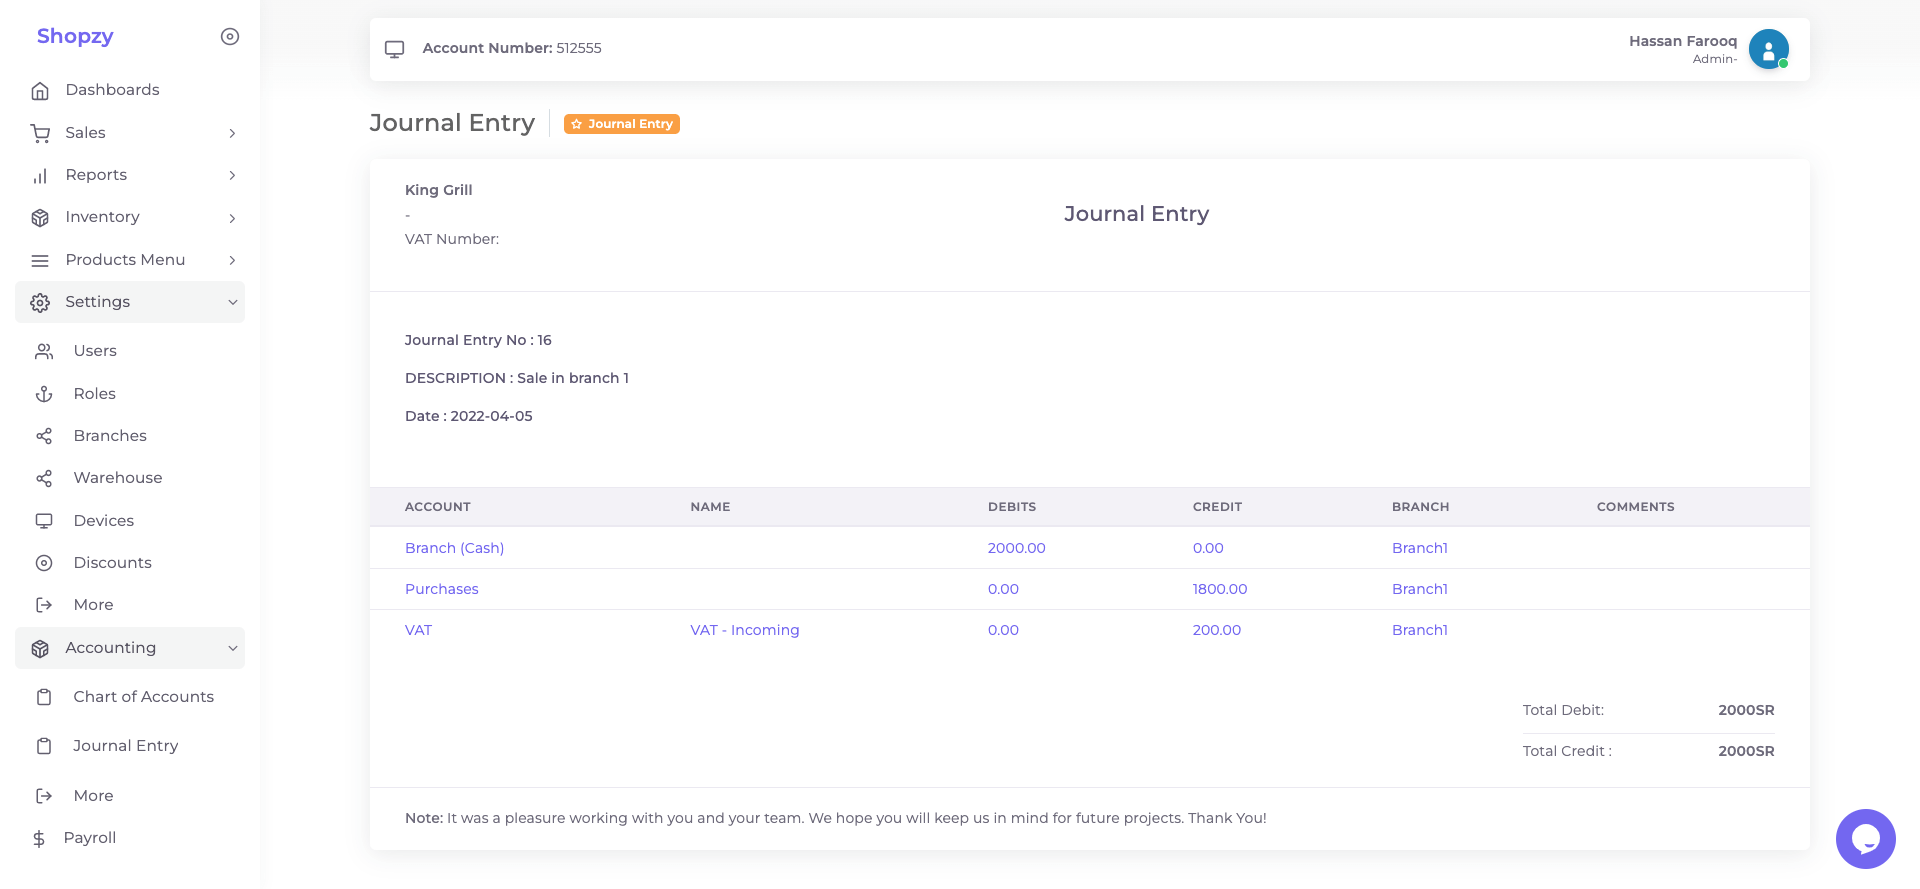 Shopzy
Dashboards
Sales
Reports
Inventory
Products Menu
Settings
Users
Roles
Branches
Warehouse
Devices
Discounts
More
Accounting
Chart of Accounts
Journal Entry
More
Payroll
Account Number: 512555
Hassan Farooq
Admin-
Journal Entry
Journal Entry
King Grill
-
VAT Number:
Journal Entry
Journal Entry No : 16
DESCRIPTION : Sale in branch 1
Date : 2022-04-05
ACCOUNT NAME DEBITS CREDIT BRANCH COMMENTS
Branch (Cash) 2000.00 0.00 Branch1
Purchases 0.00 1800.00 Branch1
VAT VAT - Incoming 0.00 200.00 Branch1
Total Debit: 2000SR
Total Credit : 2000SR
Note: It was a pleasure working with you and your team. We hope you will keep us in mind for future projects. Thank You!